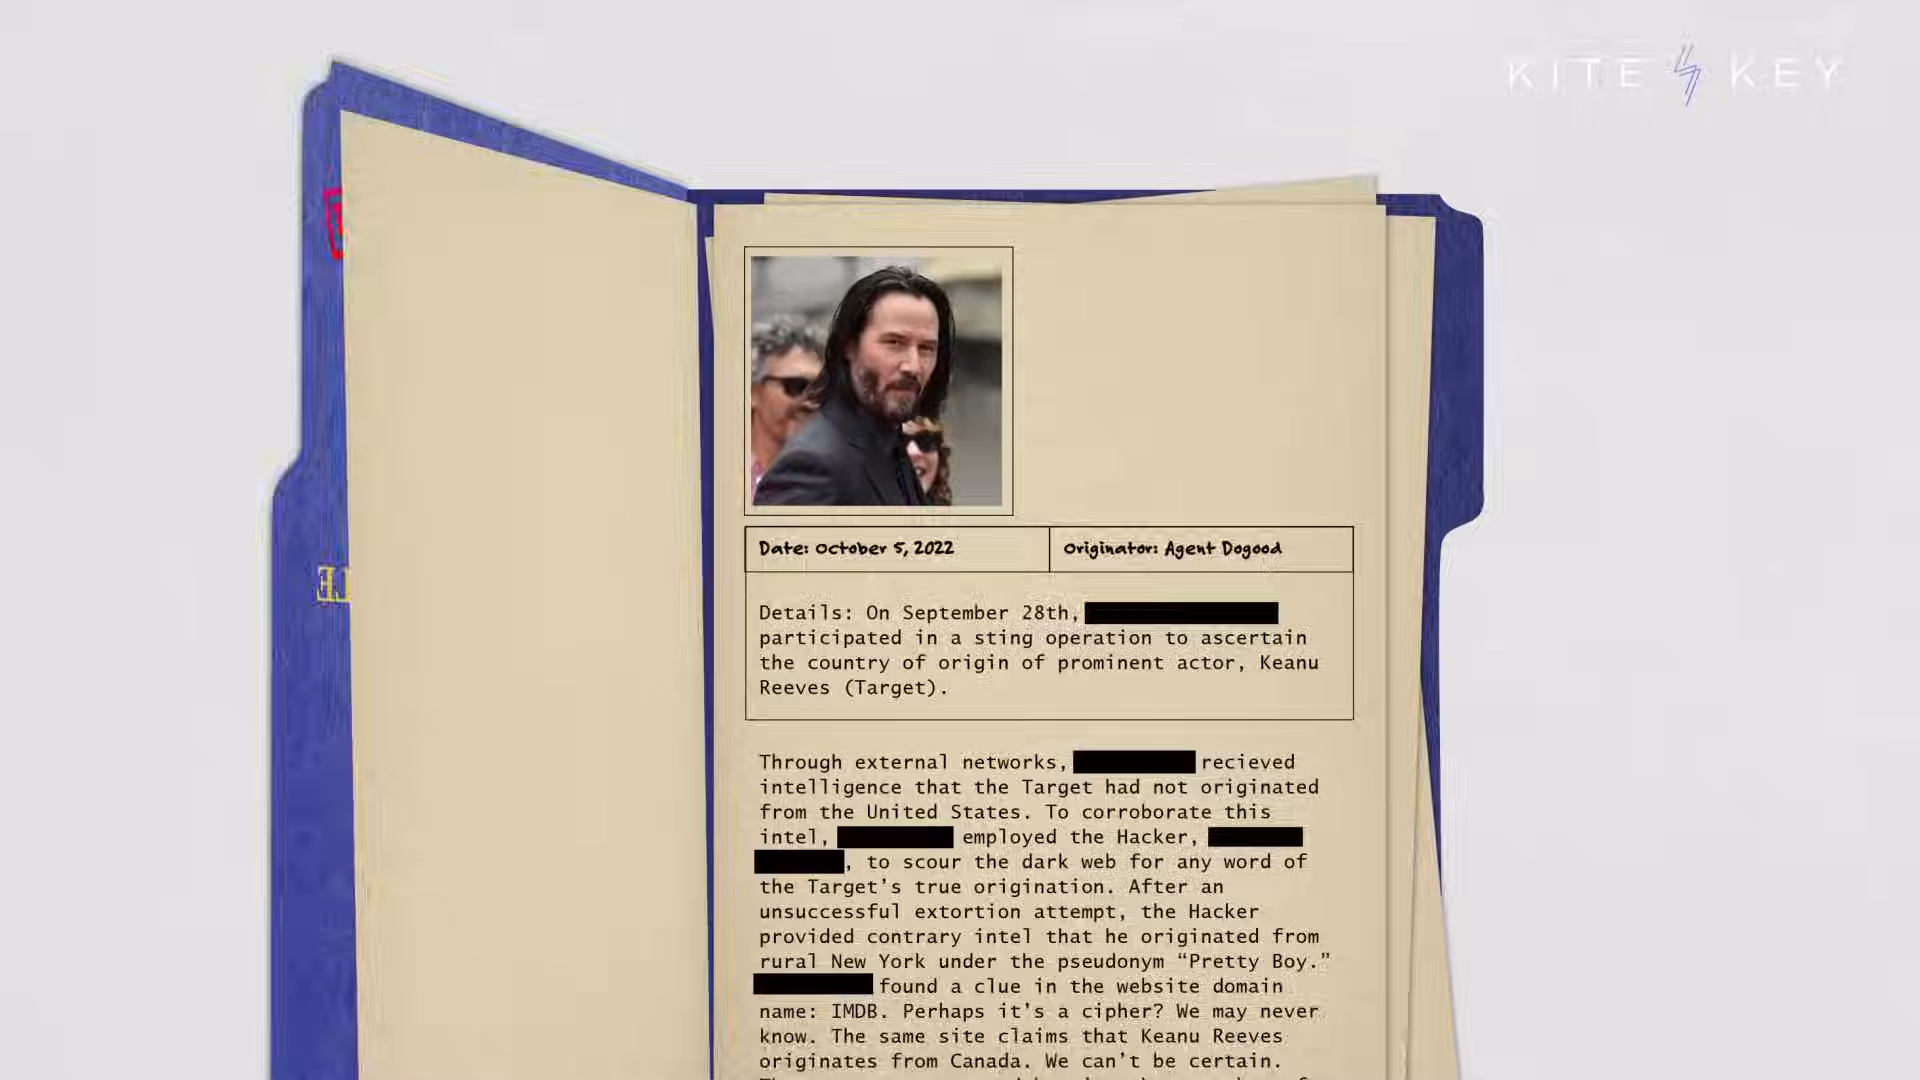 KITE KEY
Date: October 5, 2022
Originator: Agent Dogood
Details: On September 28th,
participated in a sting operation to ascertain
the country of origin of prominent actor, Keanu
Reeves (Target).
Through external networks, recieved
intelligence that the Target had not originated
from the United States. To corroborate this
intel, employed the Hacker,
, to scour the dark web for any word of
the Target’s true origination. After an
unsuccessful extortion attempt, the Hacker
provided contrary intel that he originated from
rural New York under the pseudonym “Pretty Boy.”
found a clue in the website domain
name: IMDB. Perhaps it’s a cipher? We may never
know. The same site claims that Keanu Reeves
originates from Canada. We can’t be certain.